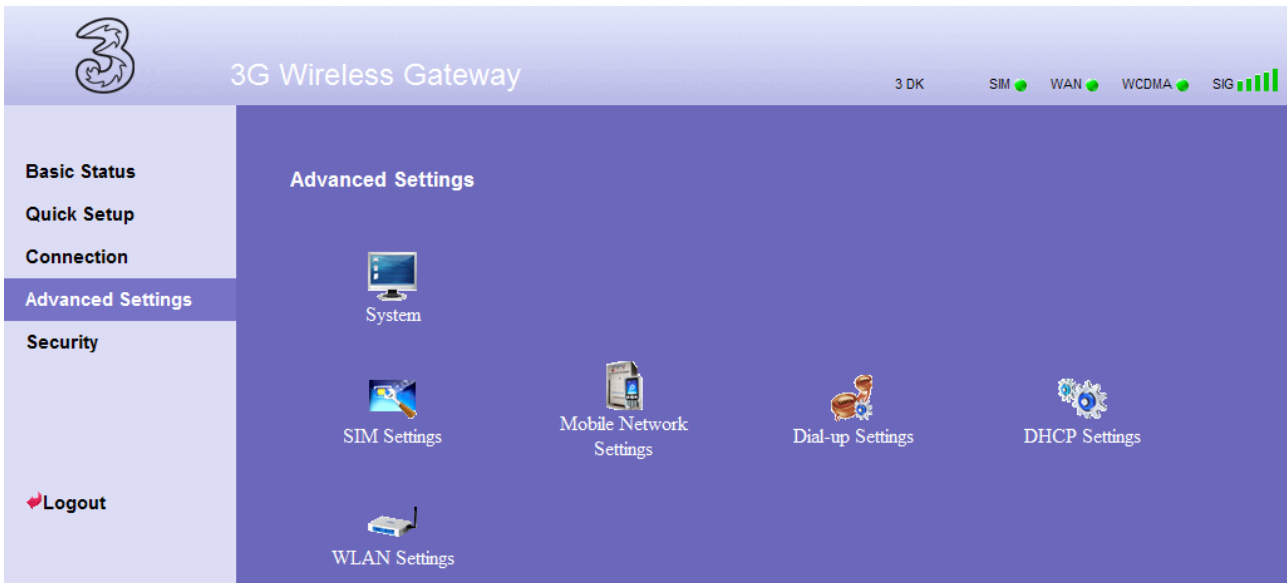 3
3G Wireless Gateway
3 DK SIM WAN WCDMA SIG
Basic Status
Quick Setup
Connection
Advanced Settings
Security
Logout
Advanced Settings
System
SIM Settings
Mobile Network
Settings
Dial-up Settings
DHCP Settings
WLAN Settings